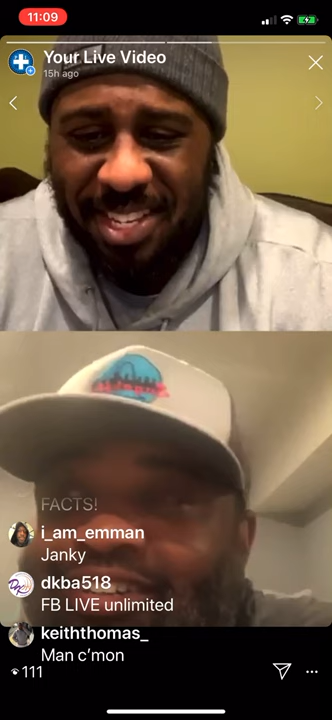 11:09
Your Live Video
15h ago
FACTS!
i_am_emman
Janky
dkba518
FB LIVE unlimited
keiththomas_
Man c'mon
111